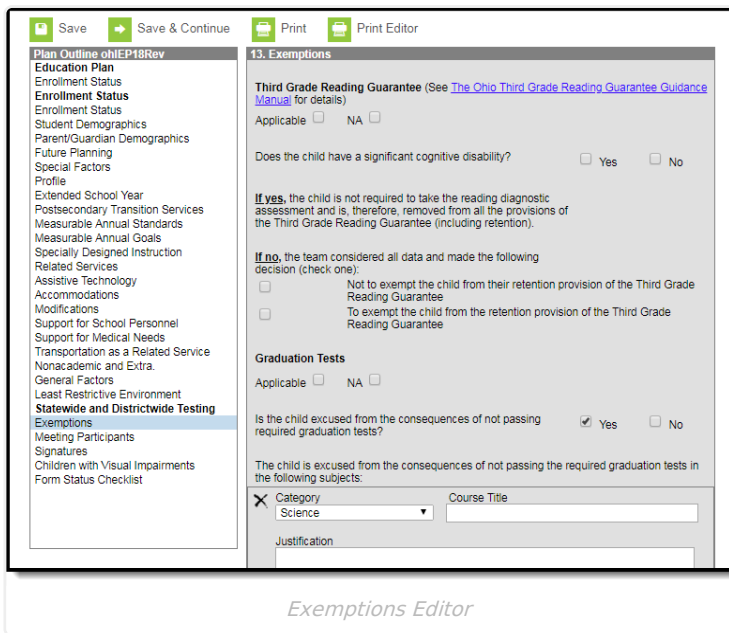 Save Save & Continue Print Print Editor
Plan Outline ohIEP18Rev
Education Plan
Enrollment Status
Enrollment Status
Enrollment Status
Student Demographics
Parent/Guardian Demographics
Future Planning
Special Factors
Profile
Extended School Year
Postsecondary Transition Services
Measurable Annual Standards
Measurable Annual Goals
Specially Designed Instruction
Related Services
Assistive Technology
Accommodations
Modifications
Support for School Personnel
Support for Medical Needs
Transportation as a Related Service
Nonacademic and Extra.
General Factors
Least Restrictive Environment
Statewide and Districtwide Testing
Exemptions
Meeting Participants
Signatures
Children with Visual Impairments
Form Status Checklist
13. Exemptions
Third Grade Reading Guarantee (See The Ohio Third Grade Reading Guarantee Guidance
Manual for details)
Applicable NA
Does the child have a significant cognitive disability? Yes No
If yes, the child is not required to take the reading diagnostic
assessment and is, therefore, removed from all the provisions of
the Third Grade Reading Guarantee (including retention).
If no, the team considered all data and made the following
decision (check one):
Not to exempt the child from their retention provision of the Third Grade
Reading Guarantee
To exempt the child from the retention provision of the Third Grade
Reading Guarantee
Graduation Tests
Applicable NA
Is the child excused from the consequences of not passing
required graduation tests? Yes No
The child is excused from the consequences of not passing the required graduation tests in
the following subjects:
Category Course Title
Science
Justification
Exemptions Editor